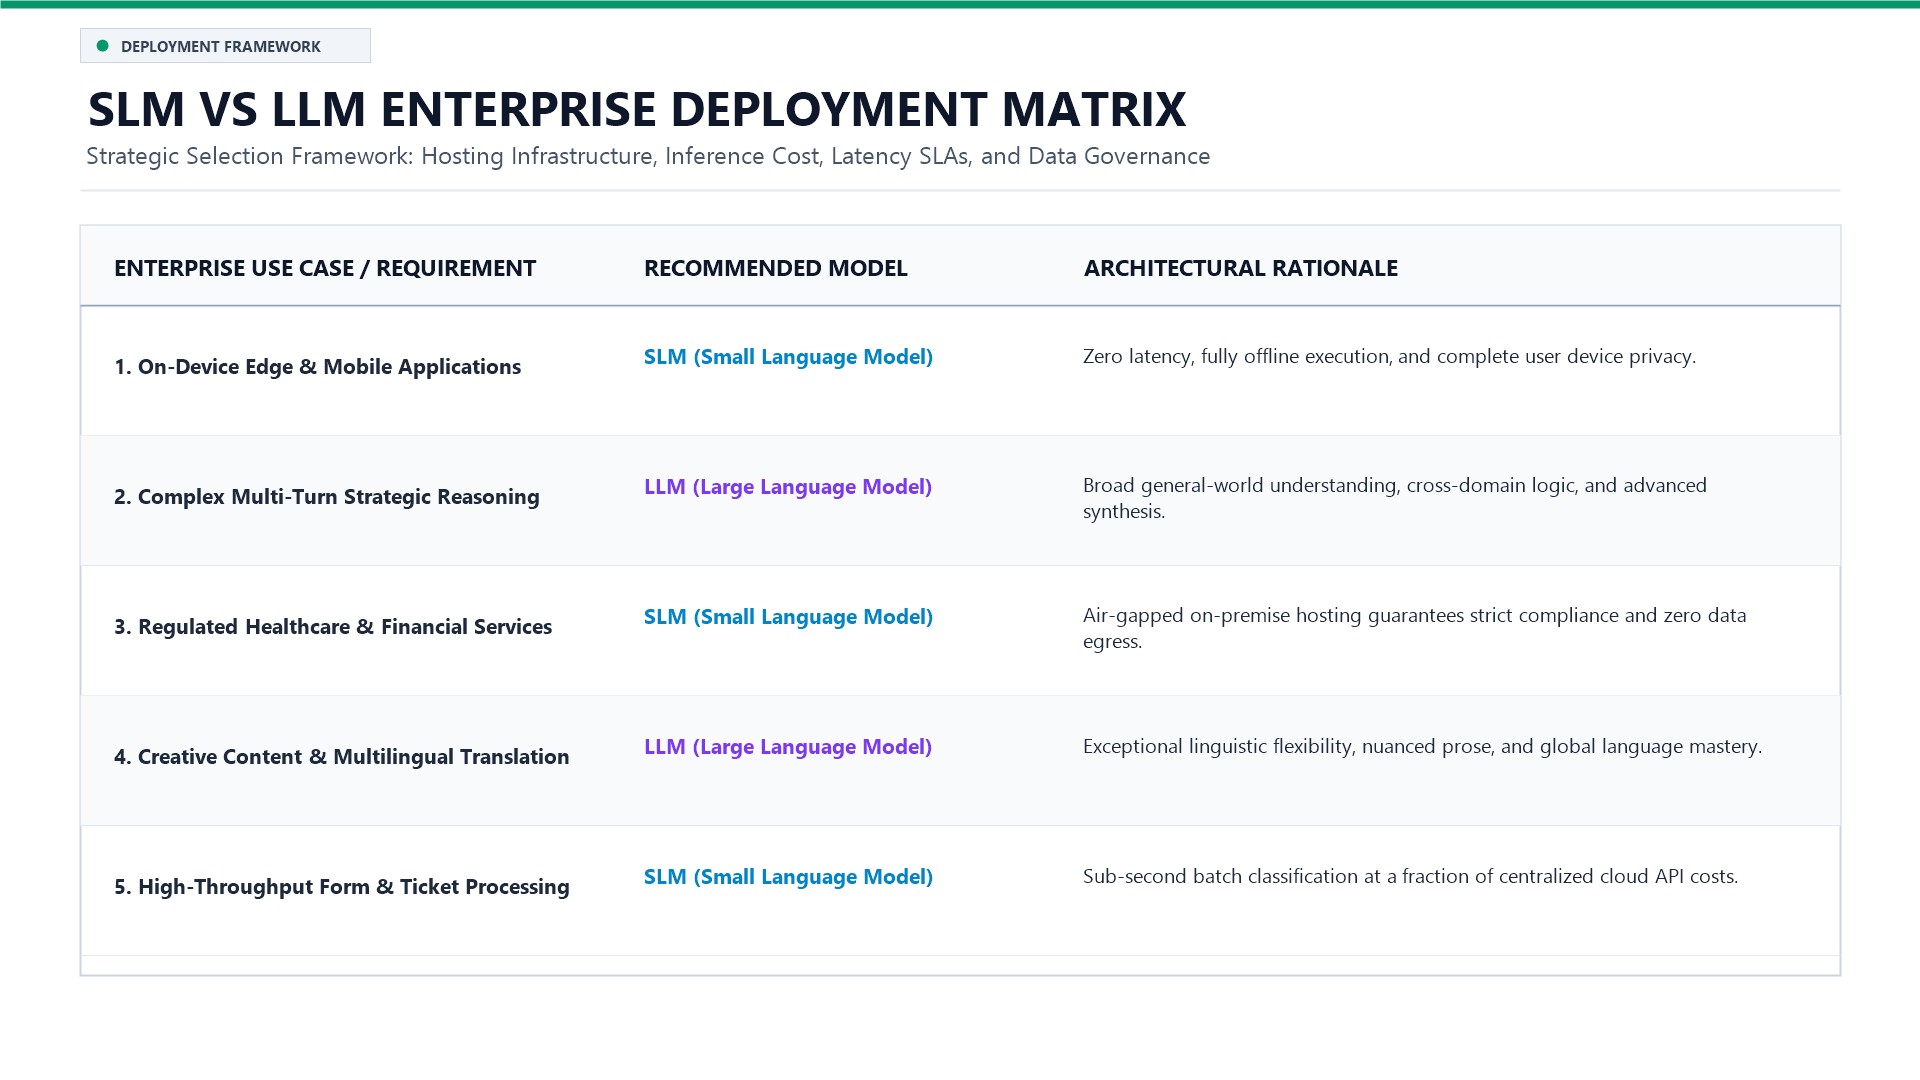 DEPLOYMENT FRAMEWORK
SLM VS LLM ENTERPRISE DEPLOYMENT MATRIX
Strategic Selection Framework: Hosting Infrastructure, Inference Cost, Latency SLAs, and Data Governance
ENTERPRISE USE CASE / REQUIREMENT
RECOMMENDED MODEL
ARCHITECTURAL RATIONALE
1. On-Device Edge & Mobile Applications
SLM (Small Language Model)
Zero latency, fully offline execution, and complete user device privacy.
2. Complex Multi-Turn Strategic Reasoning
LLM (Large Language Model)
Broad general-world understanding, cross-domain logic, and advanced
synthesis.
3. Regulated Healthcare & Financial Services
SLM (Small Language Model)
Air-gapped on-premise hosting guarantees strict compliance and zero data
egress.
4. Creative Content & Multilingual Translation
LLM (Large Language Model)
Exceptional linguistic flexibility, nuanced prose, and global language mastery.
5. High-Throughput Form & Ticket Processing
SLM (Small Language Model)
Sub-second batch classification at a fraction of centralized cloud API costs.